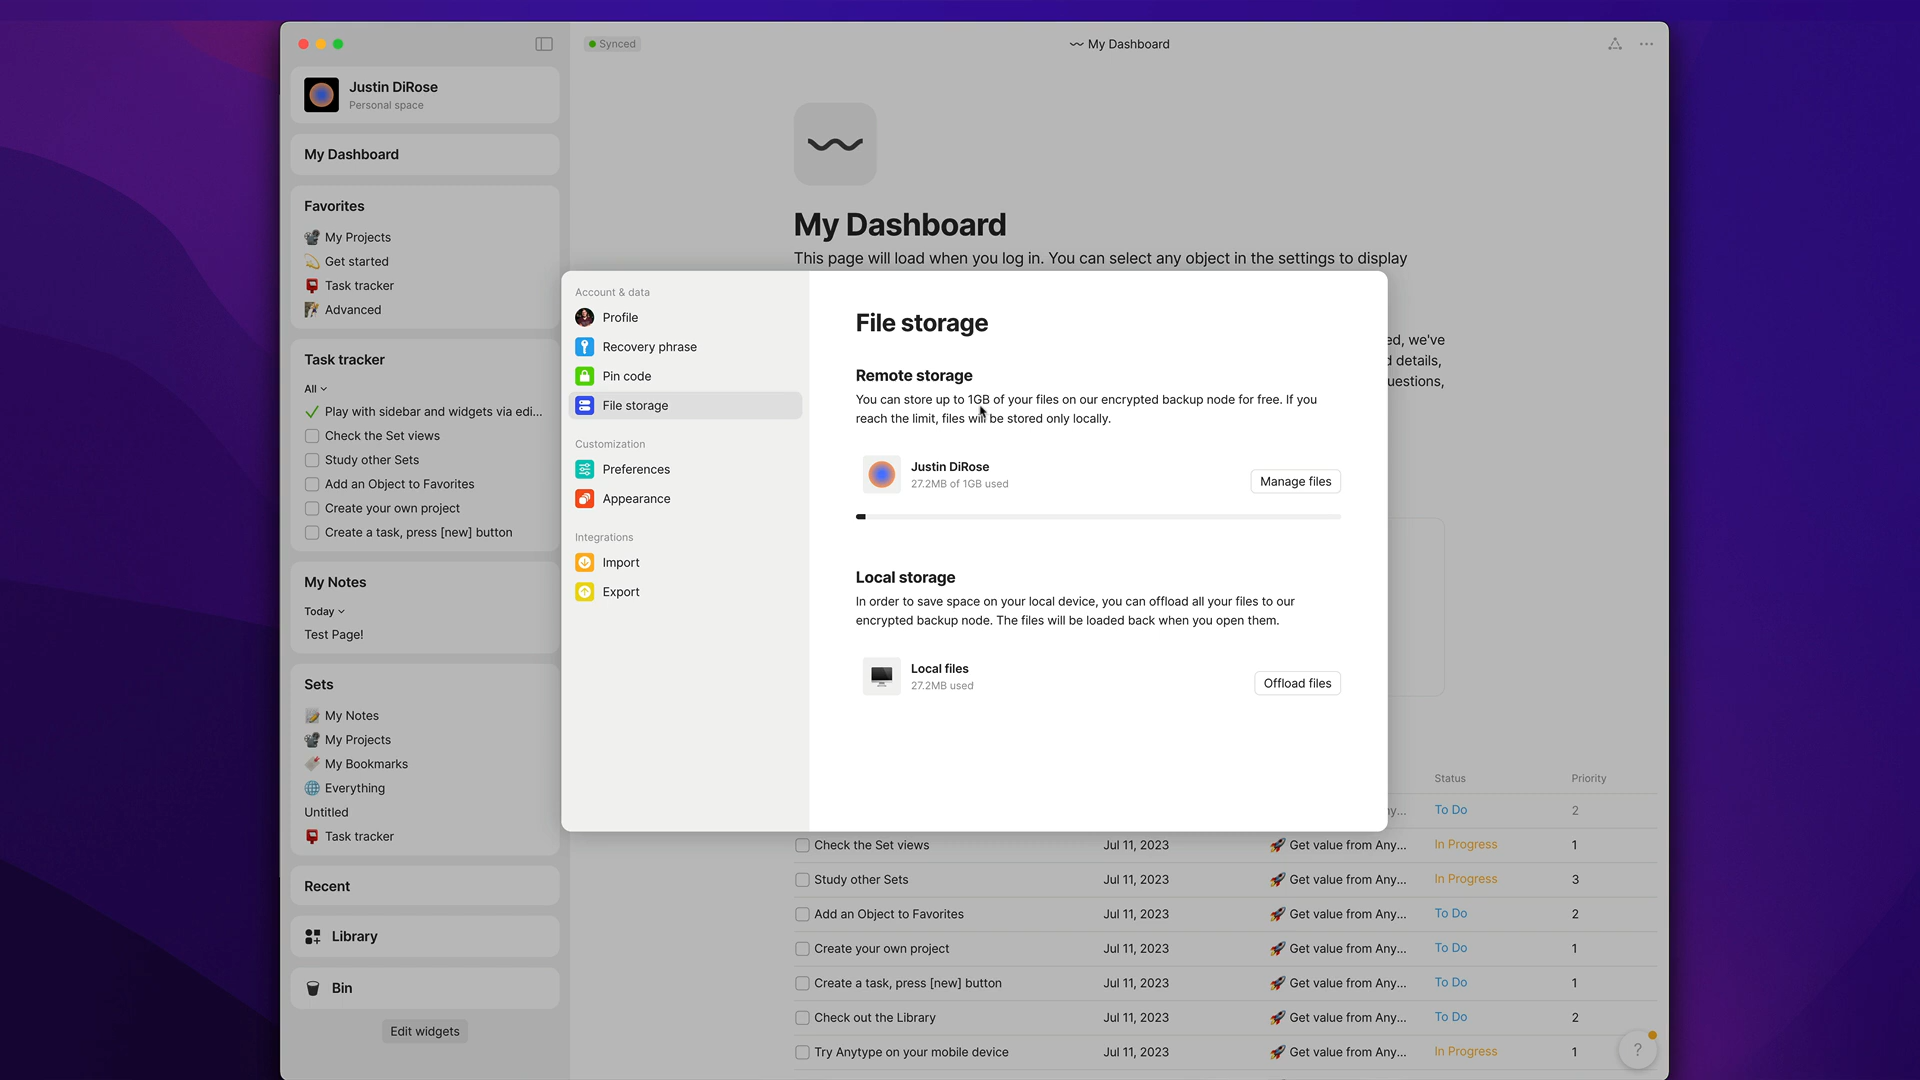 Justin DiRose
Personal space
My Dashboard
Favorites
My Projects
Get started
Task tracker
Advanced
Task tracker
All
Play with sidebar and widgets via edi...
Check the Set views
Study other Sets
Add an Object to Favorites
Create your own project
Create a task, press [new] button
My Notes
Today
Test Page!
Sets
My Notes
My Projects
My Bookmarks
Everything
Untitled
Task tracker
Recent
Library
Bin
Edit widgets
Synced
My Dashboard
My Dashboard
This page will load when you log in. You can select any object in the settings to display
ed, we've
details,
uestions,
Account & data
Profile
Recovery phrase
Pin code
File storage
Customization
Preferences
Appearance
Integrations
Import
Export
File storage
Remote storage
You can store up to 1GB of your files on our encrypted backup node for free. If you
reach the limit, files will be stored only locally.
Justin DiRose
27.2MB of 1GB used
Manage files
Local storage
In order to save space on your local device, you can offload all your files to our
encrypted backup node. The files will be loaded back when you open them.
Local files
27.2MB used
Offload files
Status Priority
ny... To Do 2
Check the Set views Jul 11, 2023 Get value from Any... In Progress 1
Study other Sets Jul 11, 2023 Get value from Any... In Progress 3
Add an Object to Favorites Jul 11, 2023 Get value from Any... To Do 2
Create your own project Jul 11, 2023 Get value from Any... To Do 1
Create a task, press [new] button Jul 11, 2023 Get value from Any... To Do 1
Check out the Library Jul 11, 2023 Get value from Any... To Do 2
Try Anytype on your mobile device Jul 11, 2023 Get value from Any... In Progress 1
?